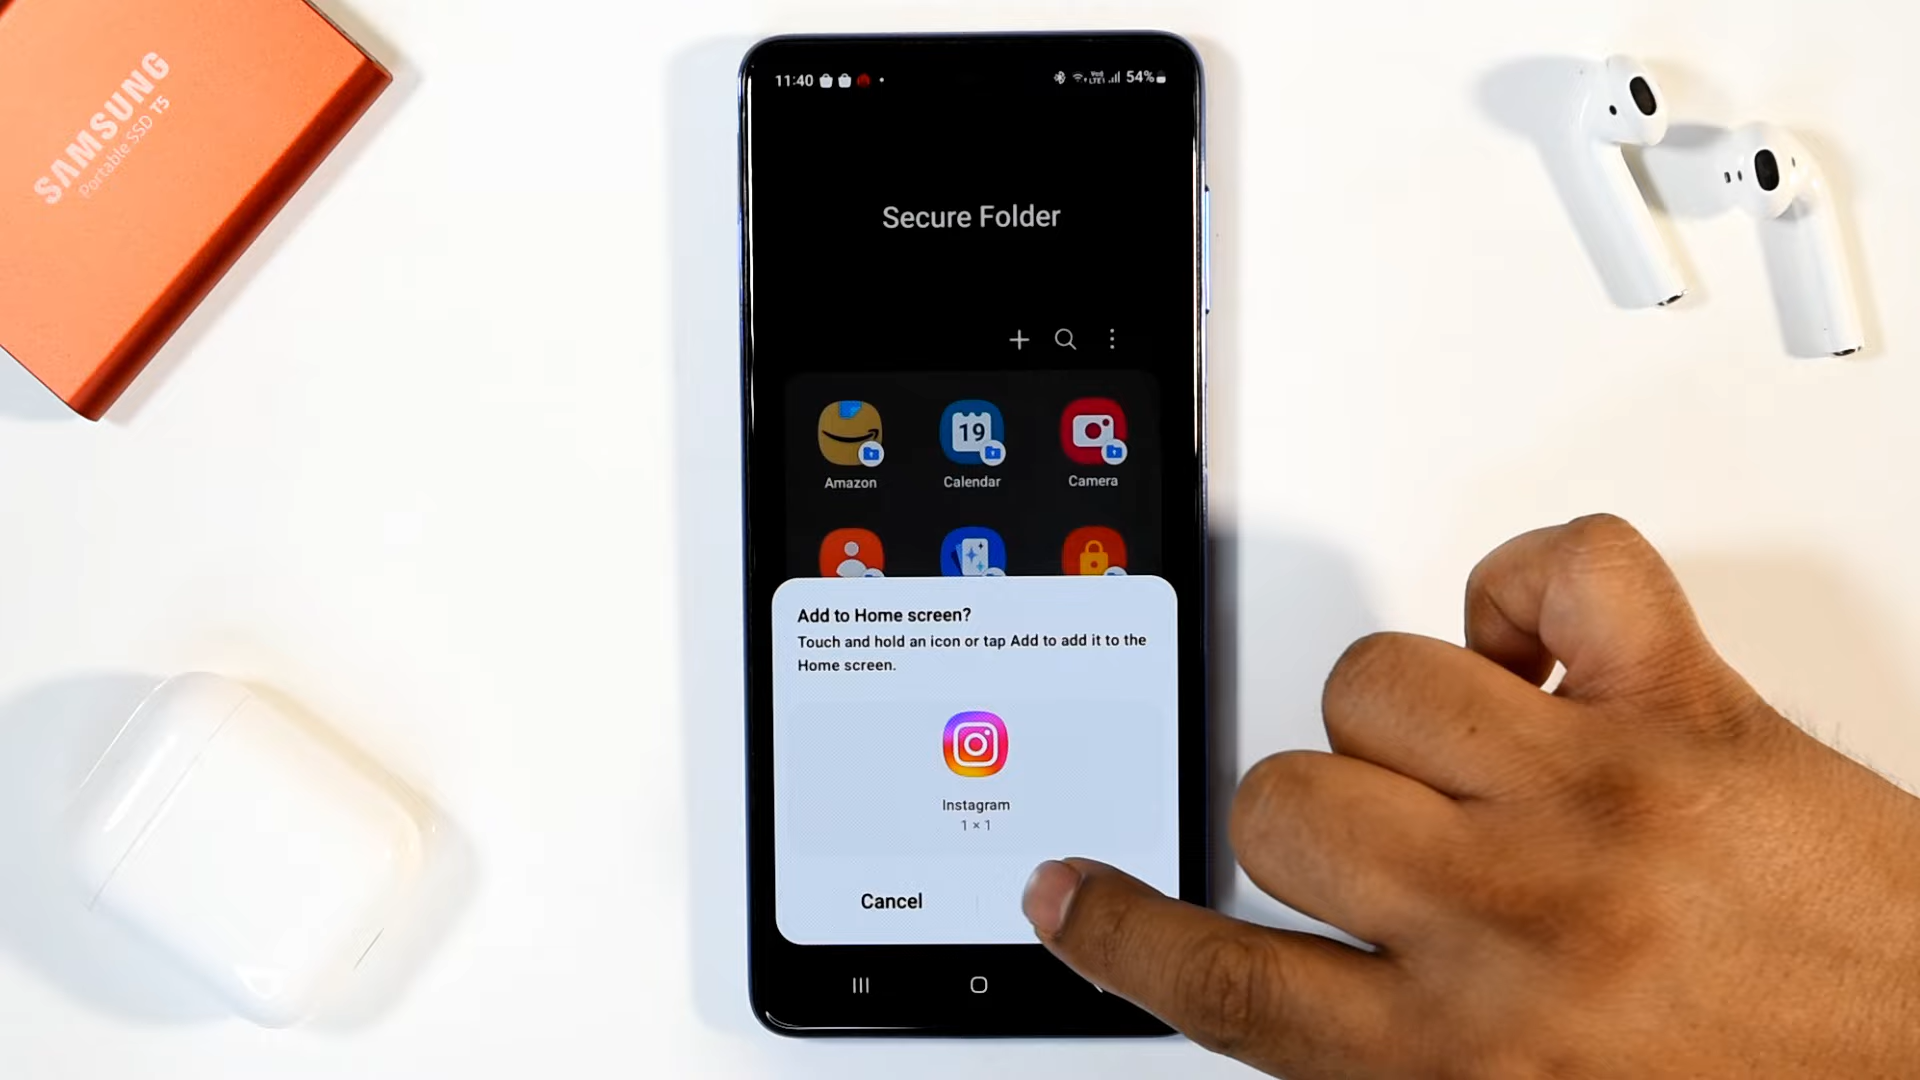 SAMSUNG
Portable SSD T5
11:40
54%
Secure Folder
19
Amazon
Calendar
Camera
Add to Home screen?
Touch and hold an icon or tap Add to add it to the
Home screen.
Instagram
1 × 1
Cancel